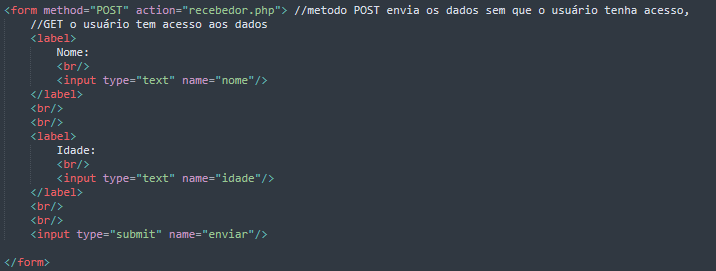 <form method="POST" action="recebedor.php"> //metodo POST envia os dados sem que o usuário tenha acesso,
//GET o usuário tem acesso aos dados
<label>
Nome:
<br/>
<input type="text" name="nome"/>
</label>
<br/>
<br/>
<label>
Idade:
<br/>
<input type="text" name="idade"/>
</label>
<br/>
<br/>
<input type="submit" name="enviar"/>
</form>